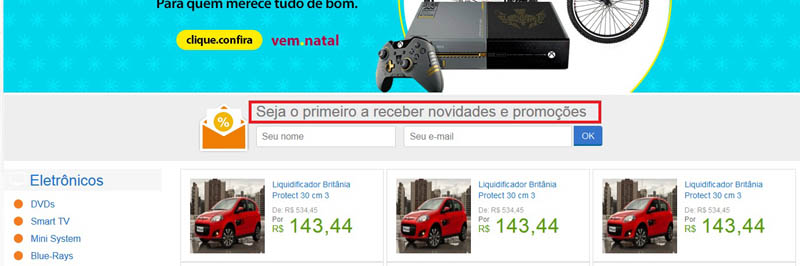 Para quem merece tudo de bom.
clique.confira
vem.natal
Seja o primeiro a receber novidades e promoções
Seu nome
Seu e-mail
OK
Eletrônicos
DVDs
Smart TV
Mini System
Blue-Rays
Liquidificador Britânia
Protect 30 cm 3
De: R$ 534,45
Por
R$ 143,44
Liquidificador Britânia
Protect 30 cm 3
De: R$ 534,45
Por
R$ 143,44
Liquidificador Britânia
Protect 30 cm 3
De: R$ 534,45
Por
R$ 143,44